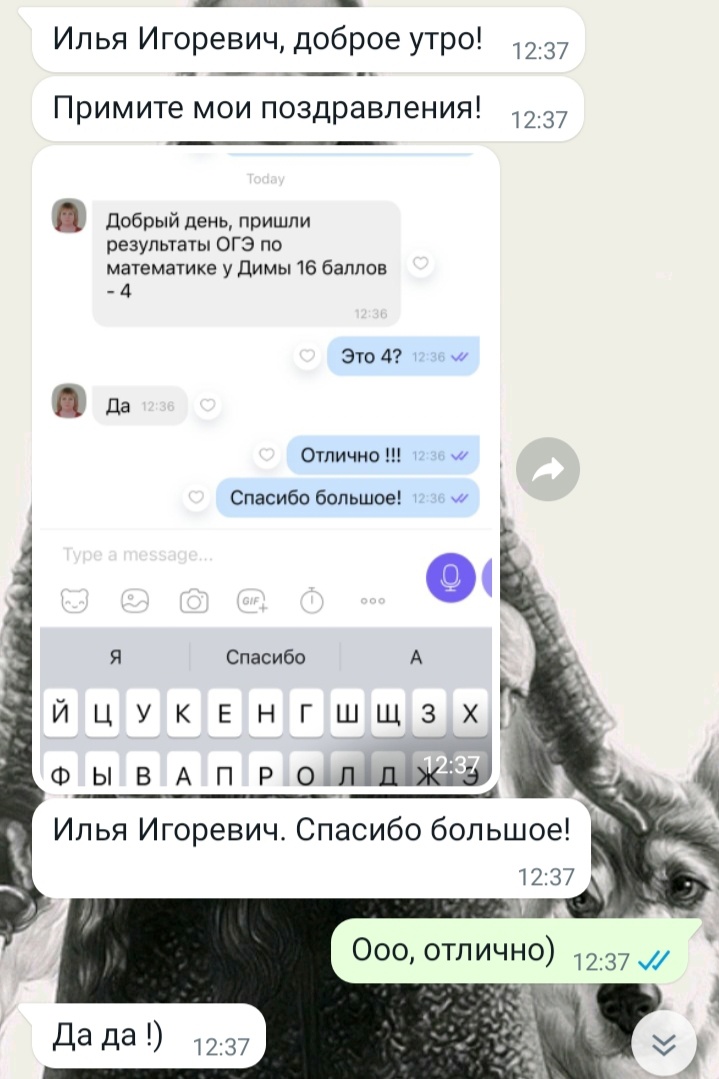 Илья Игоревич, доброе утро! 12:37
Примите мои поздравления! 12:37
Today
Добрый день, пришли
результаты ОГЭ по
математике у Димы 16 баллов
- 4
12:36
Это 4? 12:36
Да 12:36
Отлично !!! 12:36
Спасибо большое! 12:36
Type a message...
GIF
Я Спасибо А
Й Ц У К Е Н Г Ш Щ З Х
Ф Ы В А П Р О Л Д Ж Э
12:37
Илья Игоревич. Спасибо большое!
12:37
Ооо, отлично) 12:37
Да да !) 12:37